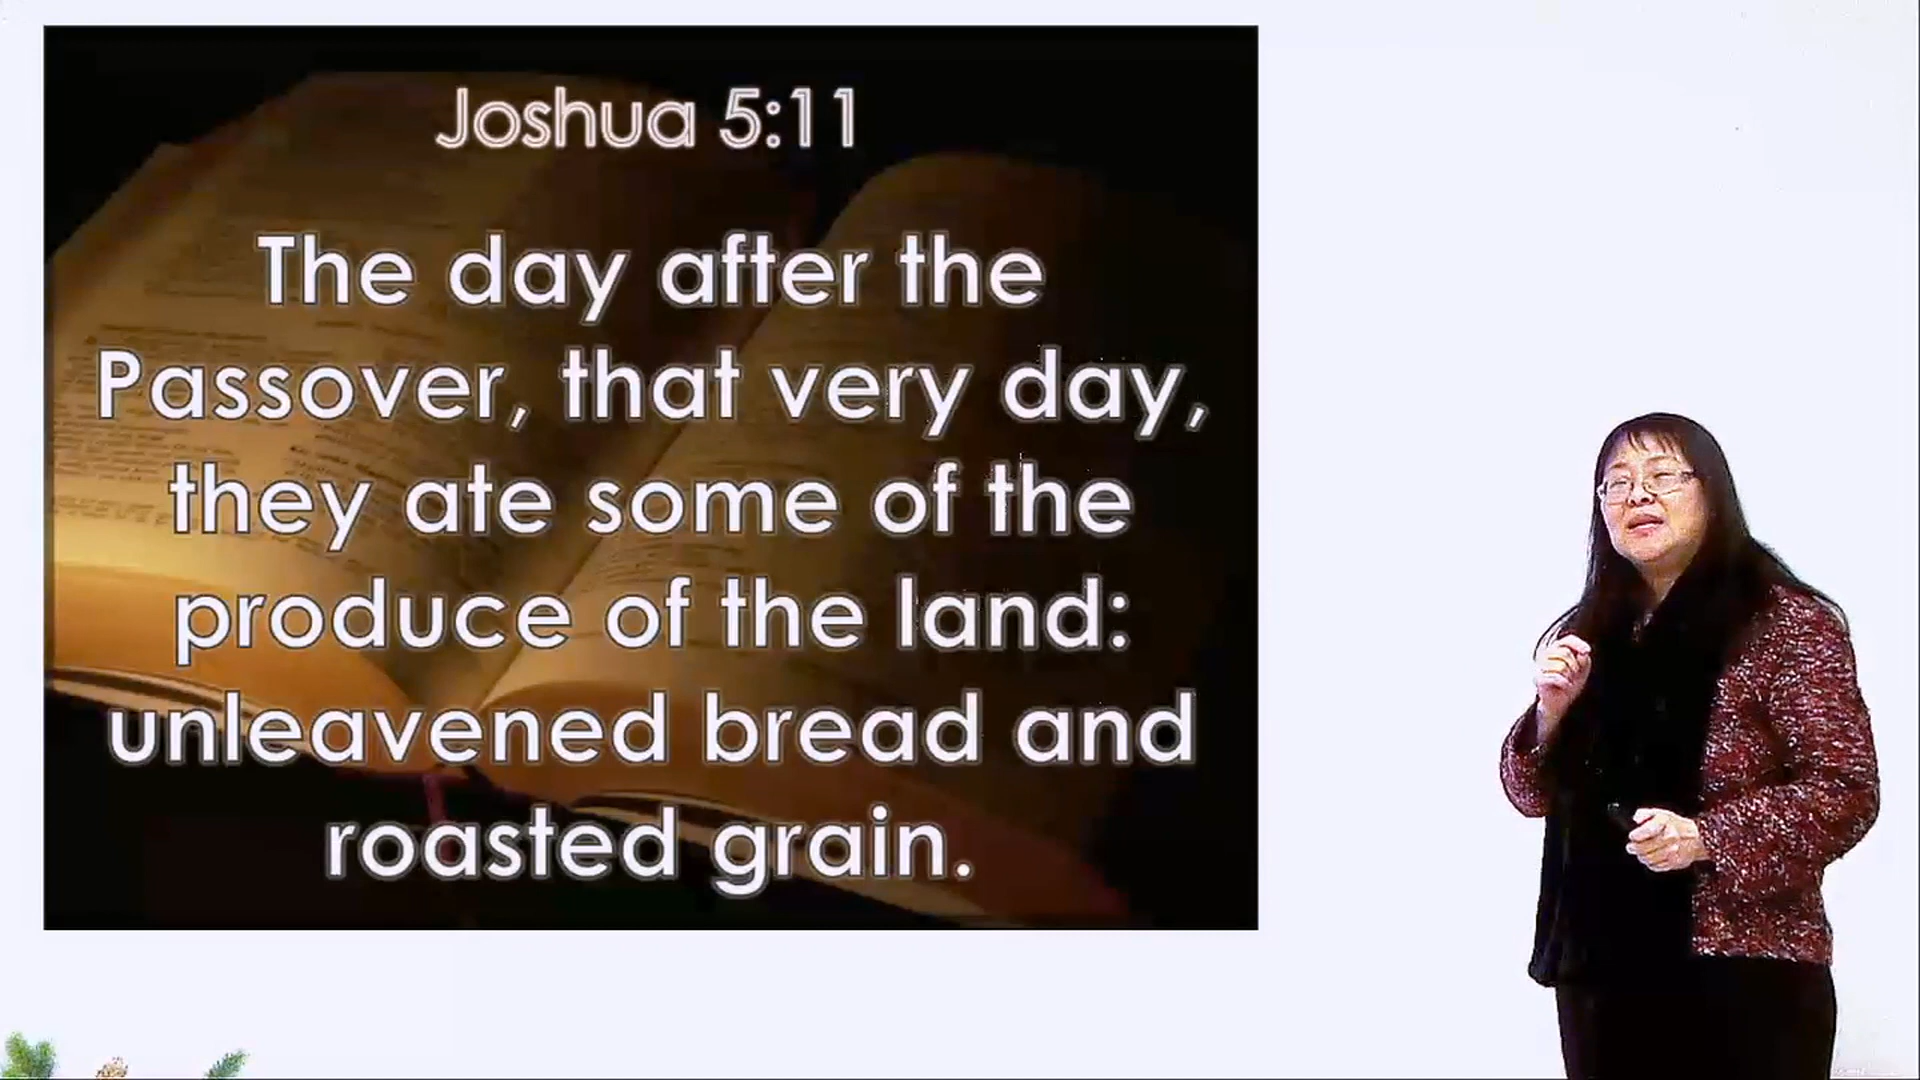 Joshua 5:11
The day after the
Passover, that very day,
they ate some of the
produce of the land:
unleavened bread and
roasted grain.